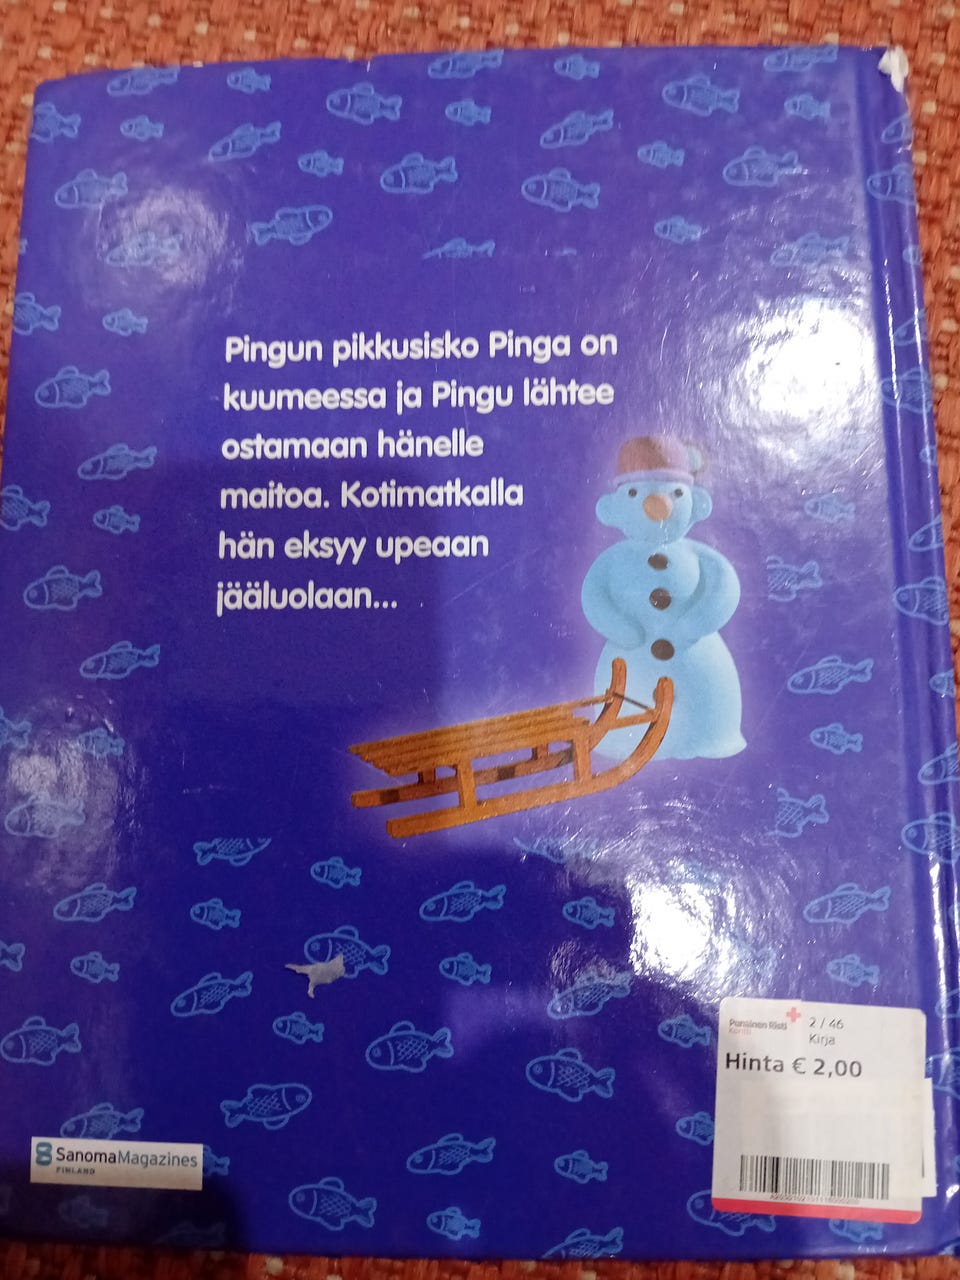 Pingun pikkusisko Pinga on
kuumeessa ja Pingu lähtee
ostamaan hänelle
maitoa. Kotimatkalla
hän eksyy upeaan
jääluolaan...
Punainen Risti
Kontti
2 / 46
Kirja
Hinta € 2,00
SanomaMagazines
FINLAND